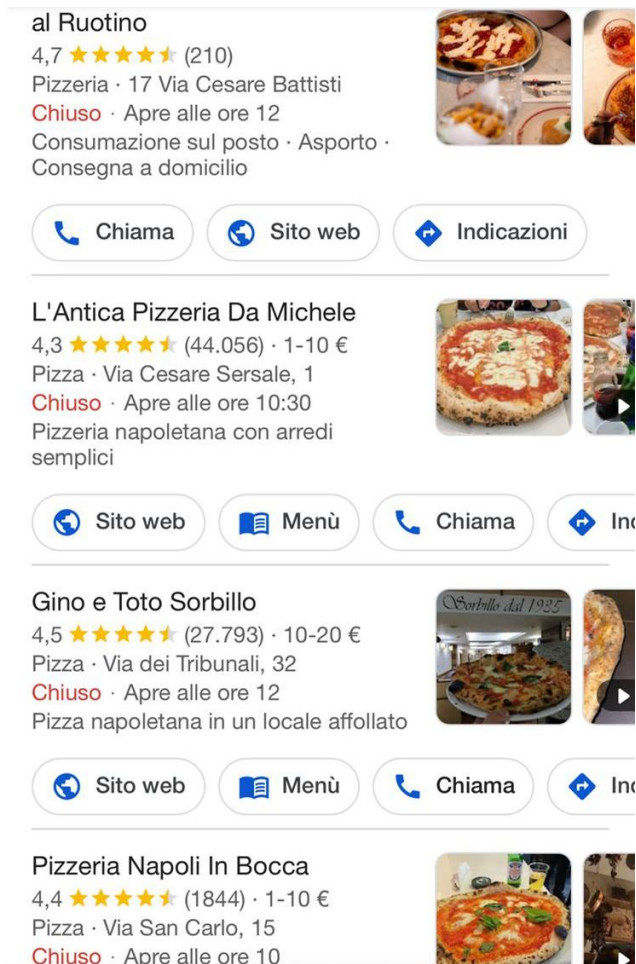 al Ruotino
4,7 (210)
Pizzeria · 17 Via Cesare Battisti
Chiuso · Apre alle ore 12
Consumazione sul posto · Asporto ·
Consegna a domicilio
Chiama
Sito web
Indicazioni
L'Antica Pizzeria Da Michele
4,3 (44.056) · 1-10 €
Pizza · Via Cesare Sersale, 1
Chiuso · Apre alle ore 10:30
Pizzeria napoletana con arredi
semplici
Sito web
Menù
Chiama
Gino e Toto Sorbillo
Sorbillo dal 1935
4,5 (27.793) · 10-20 €
Pizza · Via dei Tribunali, 32
Chiuso · Apre alle ore 12
Pizza napoletana in un locale affollato
Sito web
Menù
Chiama
Pizzeria Napoli In Bocca
4,4 (1844) · 1-10 €
Pizza · Via San Carlo, 15
Chiuso · Apre alle ore 10